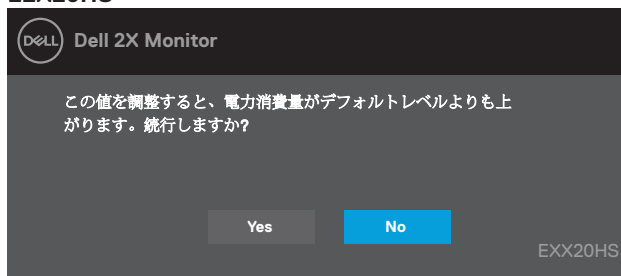 DELL Dell 2X Monitor
この値を調整すると、電力消費量がデフォルトレベルよりも上
がります。続行しますか?
Yes No
EXX20HS